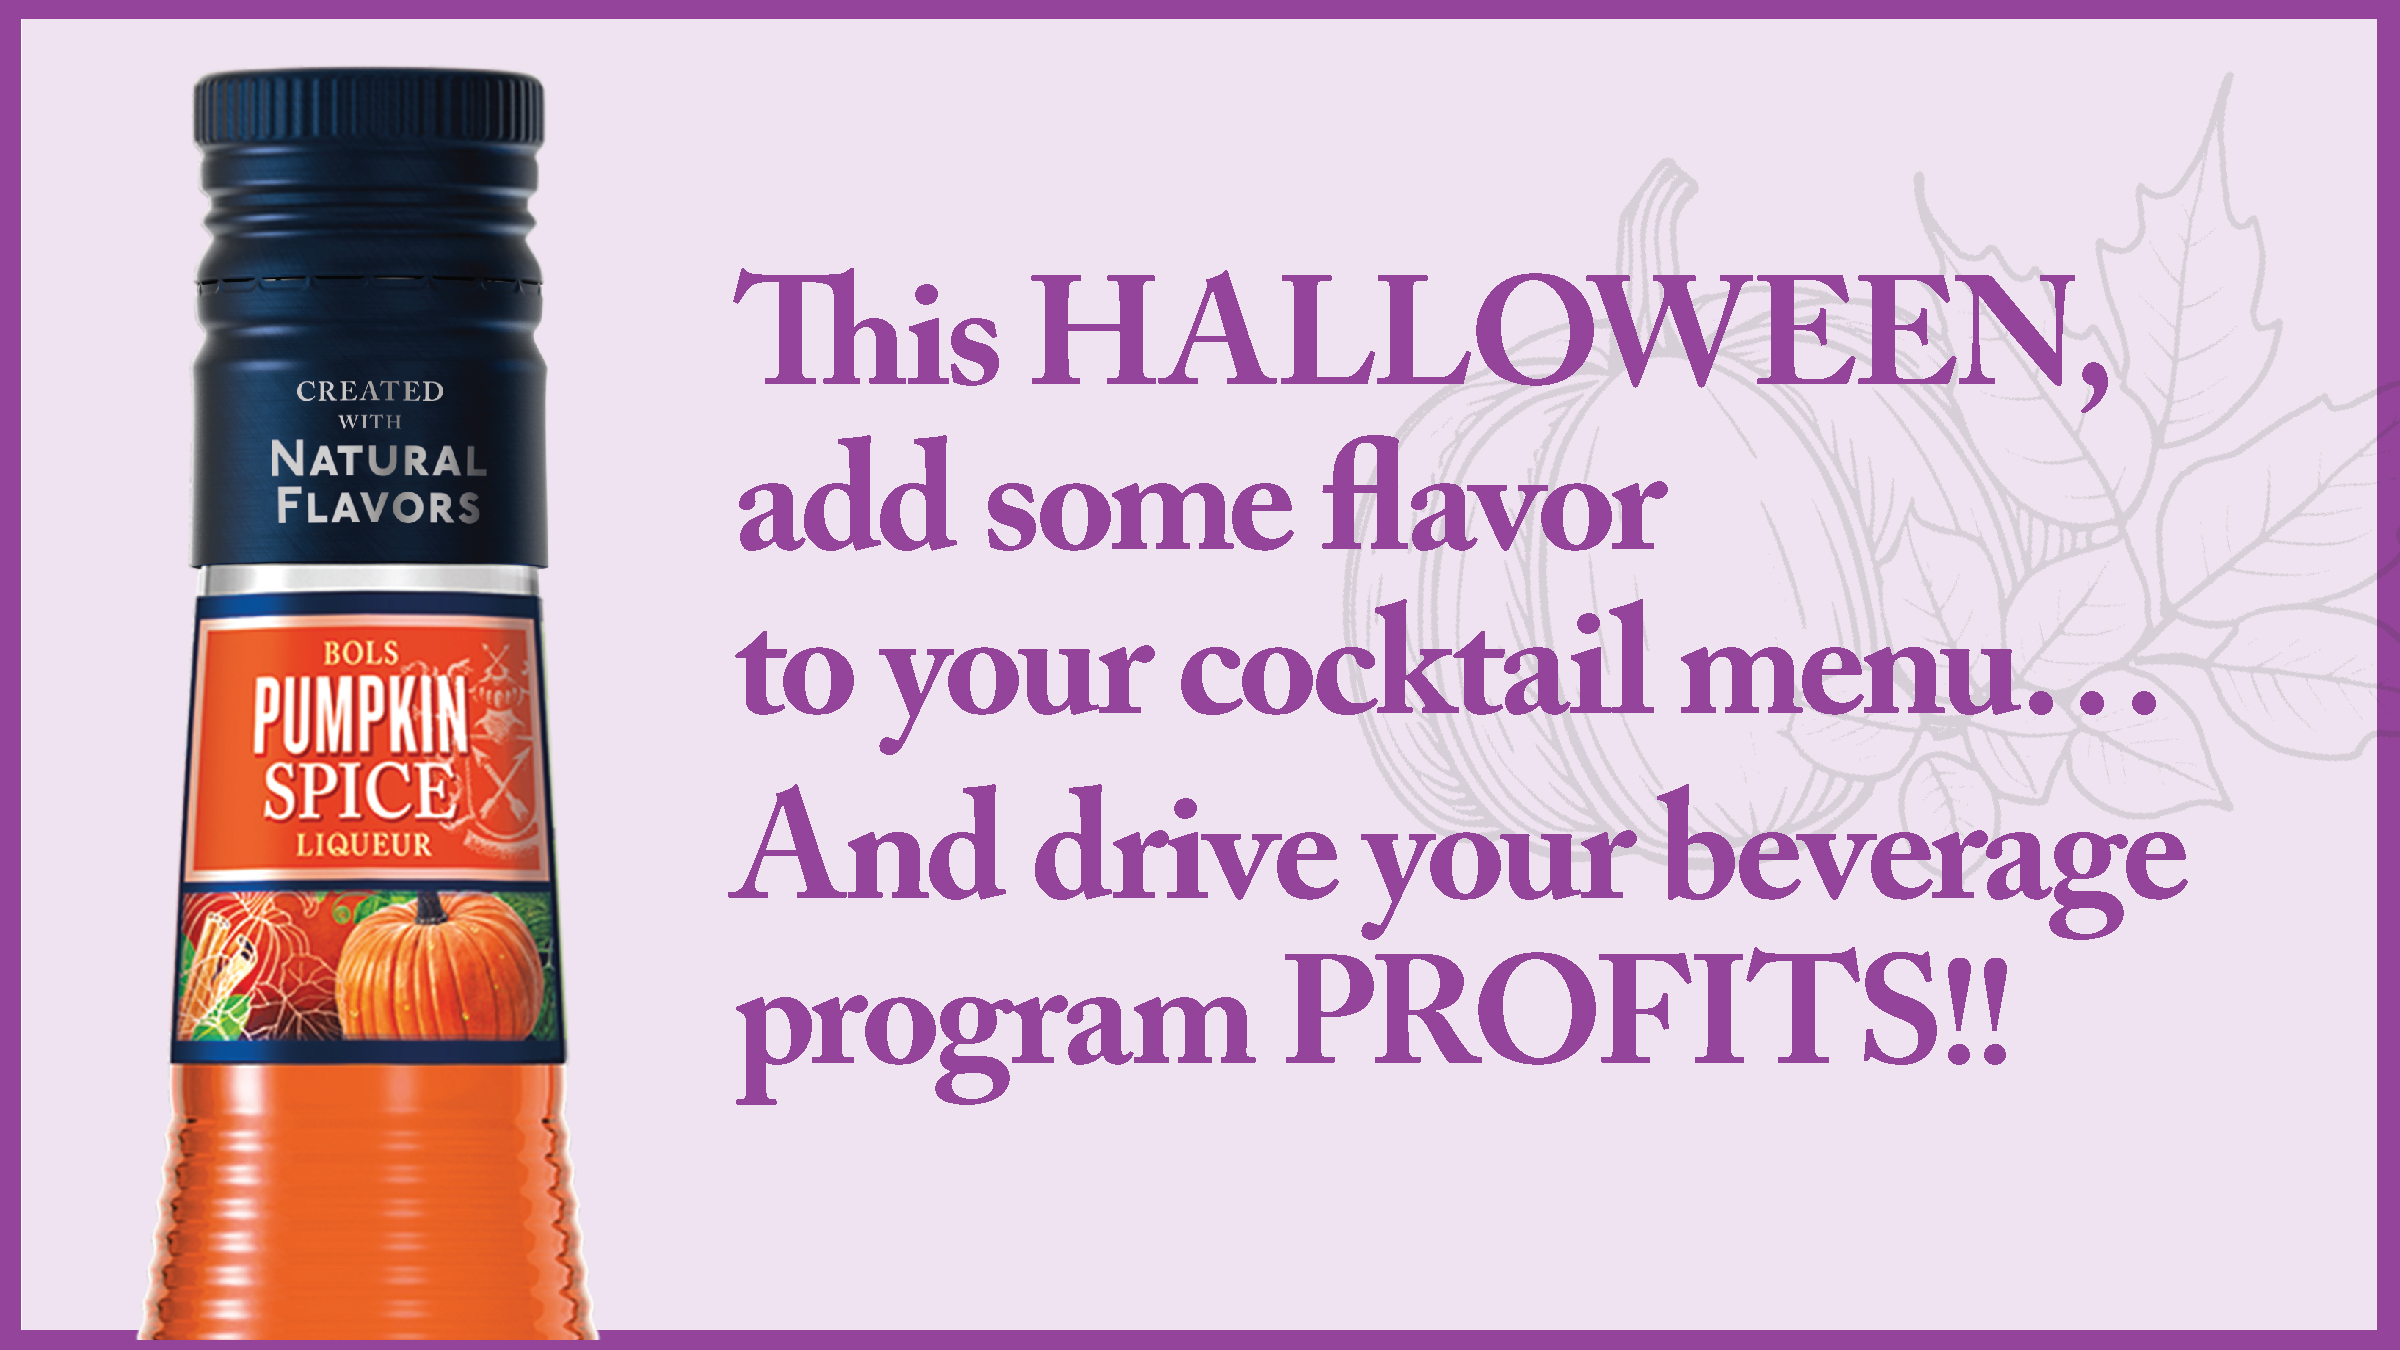 CREATED
WITH
NATURAL
FLAVORS
BOLS
PUMPKIN
SPICE
LIQUEUR
This HALLOWEEN,
add some flavor
to your cocktail menu...
And drive your beverage
program PROFITS!!